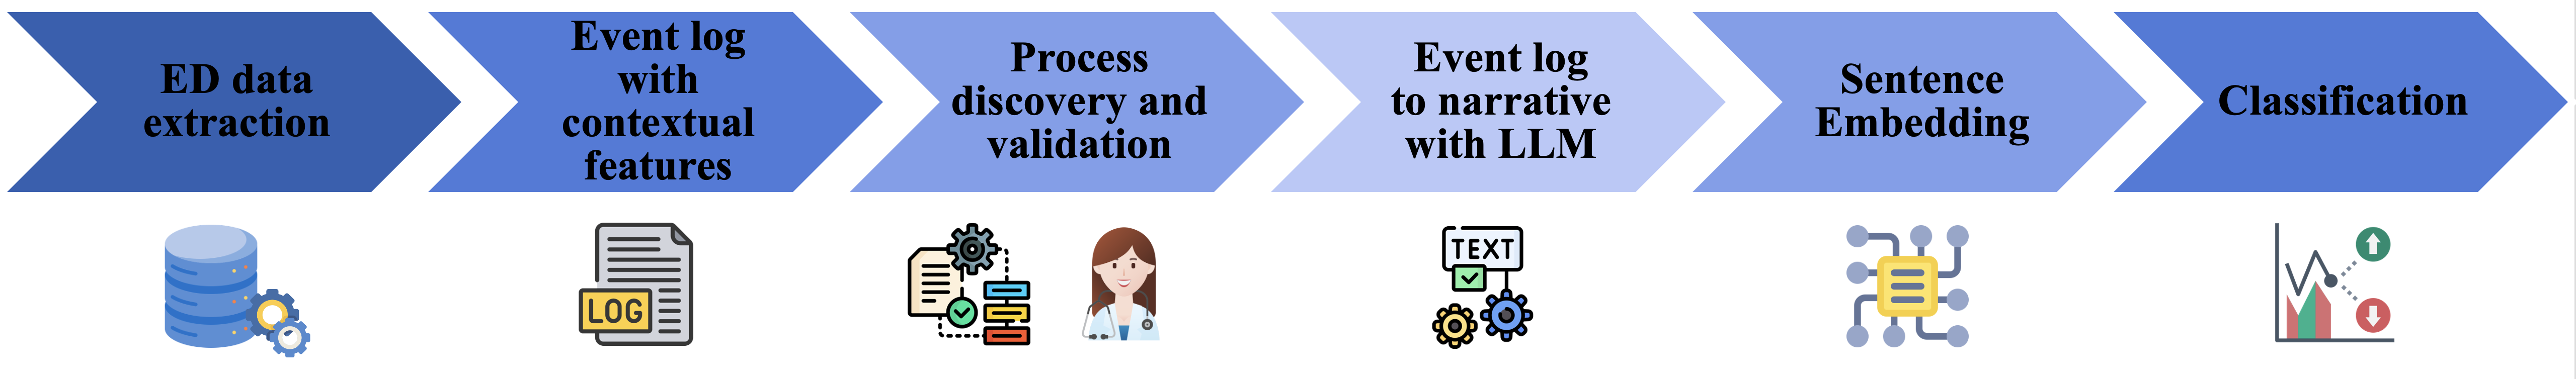 ED data
extraction
Event log
with
contextual
features
Process
discovery and
validation
Event log
to narrative
with LLM
Sentence
Embedding
Classification
LOG
TEXT